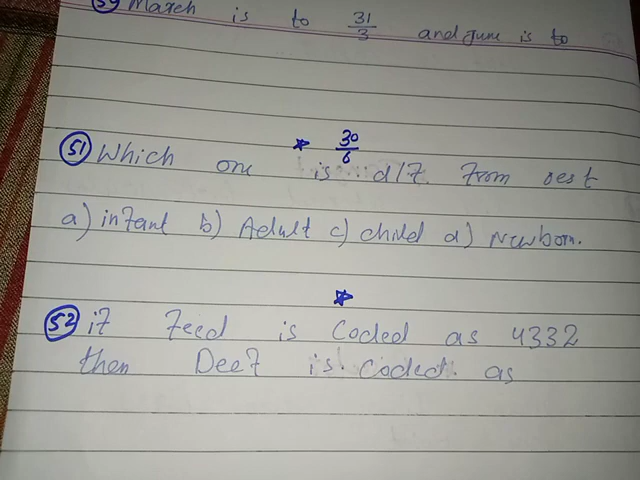 50 March is to 31/3 and June is to
* 30/6
51 Which one is... d/f. From rest
a) infant b) Adult c) child d) Newborn.
*
52 if Feed is Coded as 4332
then Deef is. Coded. as